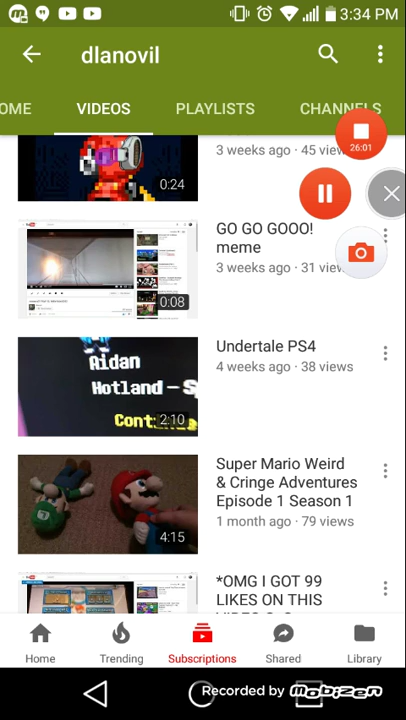 3:34 PM
dlanovil
OME
VIDEOS
PLAYLISTS
CHANNELS
26:01
3 weeks ago · 45 view
0:24
GO GO GOOO!
meme
3 weeks ago · 31 view
0:08
Aidan
Hotland – S
Cont
2:10
Undertale PS4
4 weeks ago · 38 views
4:15
Super Mario Weird
& Cringe Adventures
Episode 1 Season 1
1 month ago · 79 views
*OMG I GOT 99
LIKES ON THIS
Home
Trending
Subscriptions
Shared
Library
Recorded by
mobizen